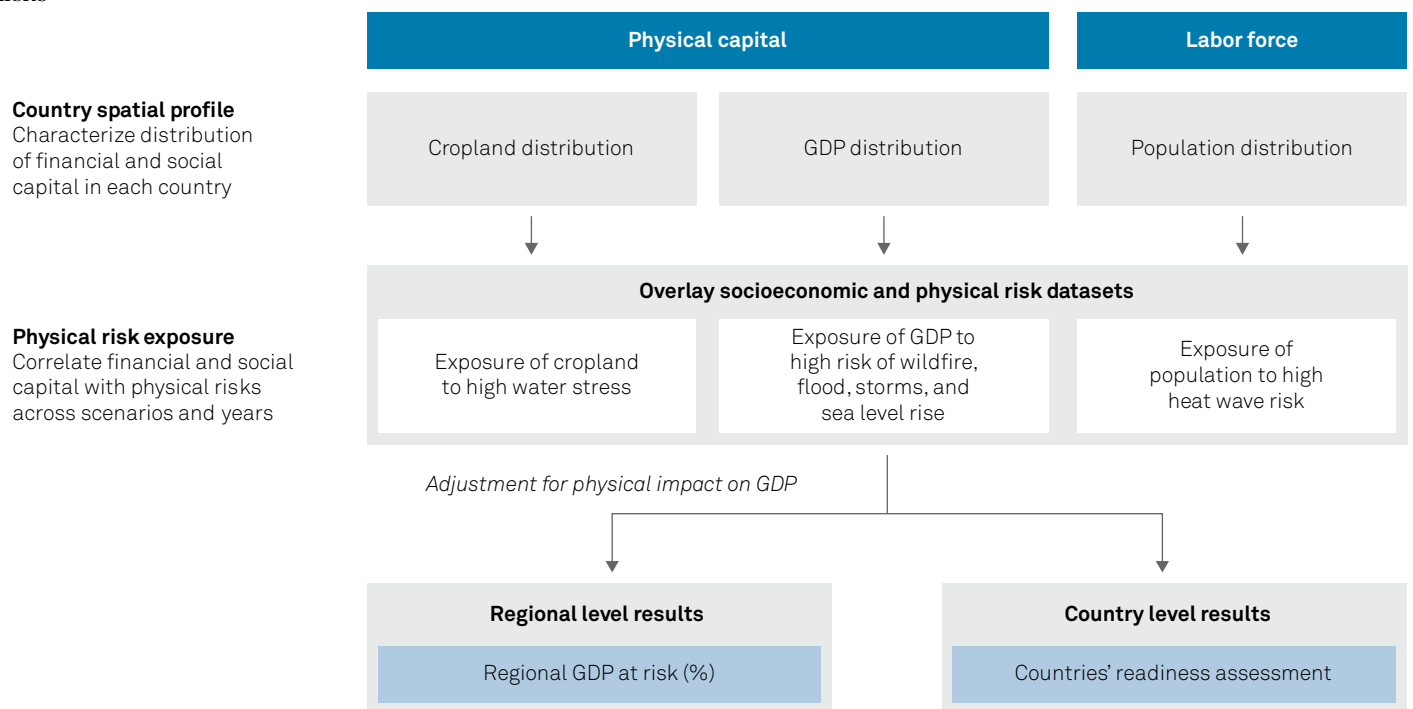 Physical capital
Labor force
Country spatial profile
Characterize distribution
of financial and social
capital in each country
Cropland distribution
GDP distribution
Population distribution
Overlay socioeconomic and physical risk datasets
Physical risk exposure
Correlate financial and social
capital with physical risks
across scenarios and years
Exposure of cropland
to high water stress
Exposure of GDP to
high risk of wildfire,
flood, storms, and
sea level rise
Exposure of
population to high
heat wave risk
Adjustment for physical impact on GDP
Regional level results
Regional GDP at risk (%)
Country level results
Countries’ readiness assessment